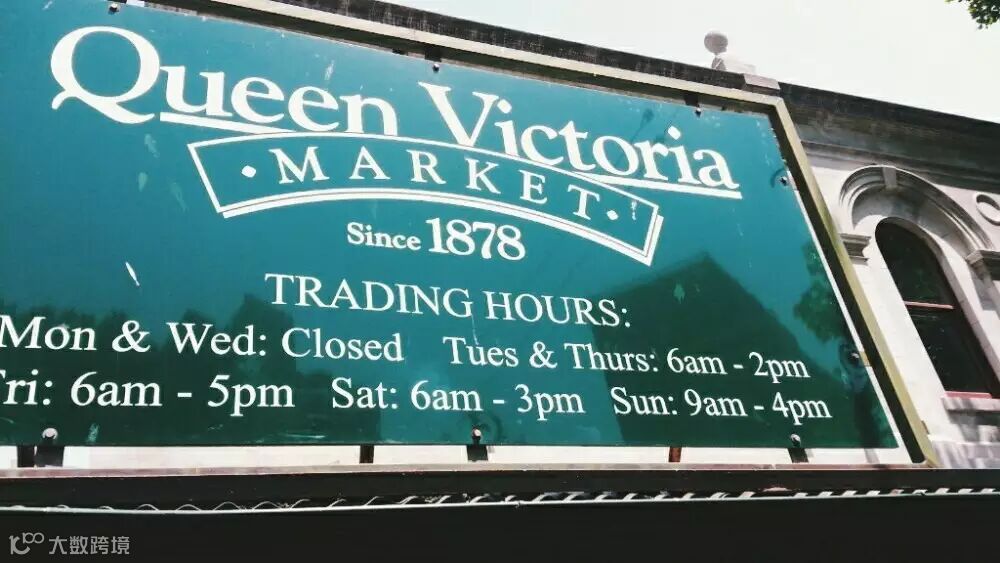 Queen Victoria
· MARKET ·
Since 1878
TRADING HOURS:
Mon & Wed: Closed Tues & Thurs: 6am - 2pm
Fri: 6am - 5pm Sat: 6am - 3pm Sun: 9am - 4pm
大数跨境